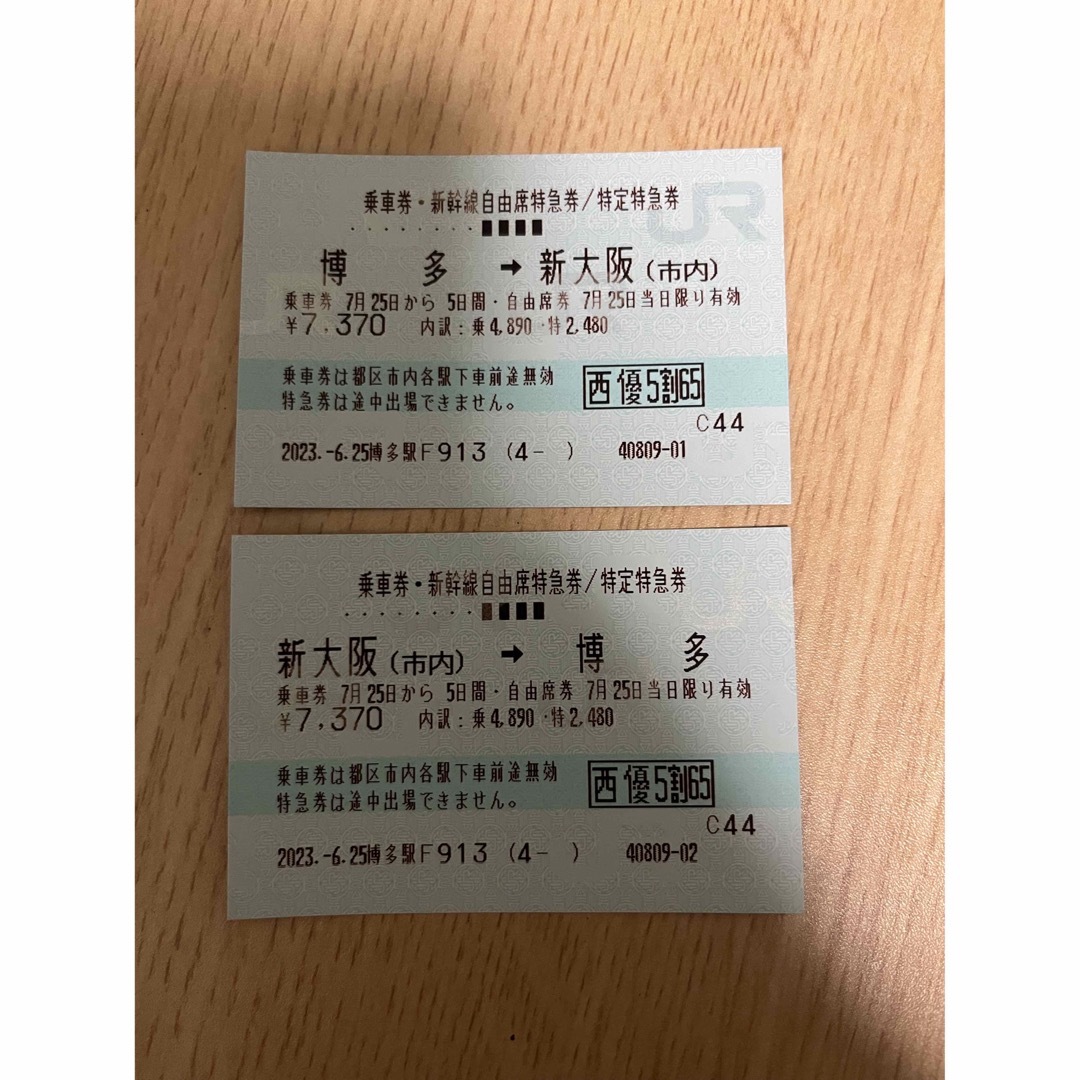 JR
乗車券・新幹線自由席特急券/特定特急券
博多 → 新大阪(市内)
乗車券 7月25日から 5日間・自由席券 7月25日当日限り有効
¥7,370 内訳:乗4,890・特2,480
乗車券は都区市内各駅下車前途無効
西優5割65
特急券は途中出場できません。
C44
2023.-6.25博多駅F913 (4- ) 40809-01
乗車券・新幹線自由席特急券/特定特急券
新大阪(市内) → 博多
乗車券 7月25日から 5日間・自由席券 7月25日当日限り有効
¥7,370 内訳:乗4,890・特2,480
乗車券は都区市内各駅下車前途無効
西優5割65
特急券は途中出場できません。
C44
2023.-6.25博多駅F913 (4- ) 40809-02